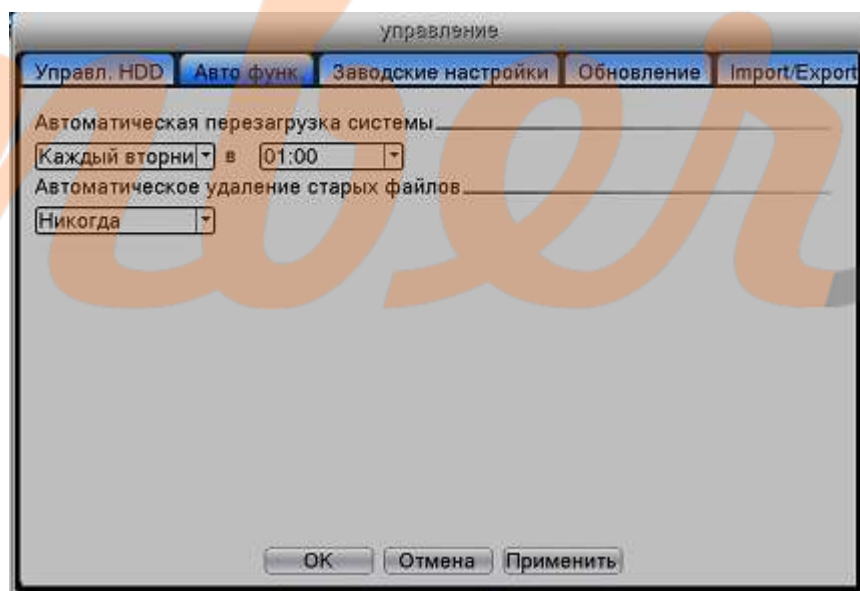 управление
Управл. HDD Авто функ. Заводские настройки Обновление Import/Export
Автоматическая перезагрузка системы
Каждый вторни в 01:00
Автоматическое удаление старых файлов
Никогда
OK Отмена Применить